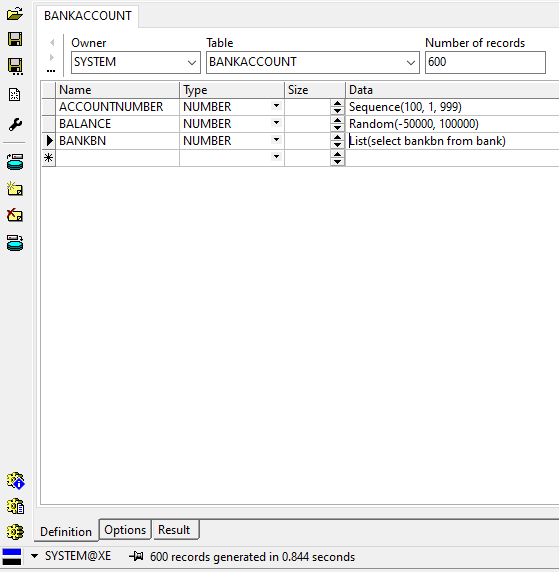 BANKACCOUNT
Owner Table Number of records
SYSTEM BANKACCOUNT 600
Name Type Size Data
ACCOUNTNUMBER NUMBER Sequence(100, 1, 999)
BALANCE NUMBER Random(-50000, 100000)
BANKBN NUMBER List(select bankbn from bank)
Definition Options Result
SYSTEM@XE 600 records generated in 0.844 seconds